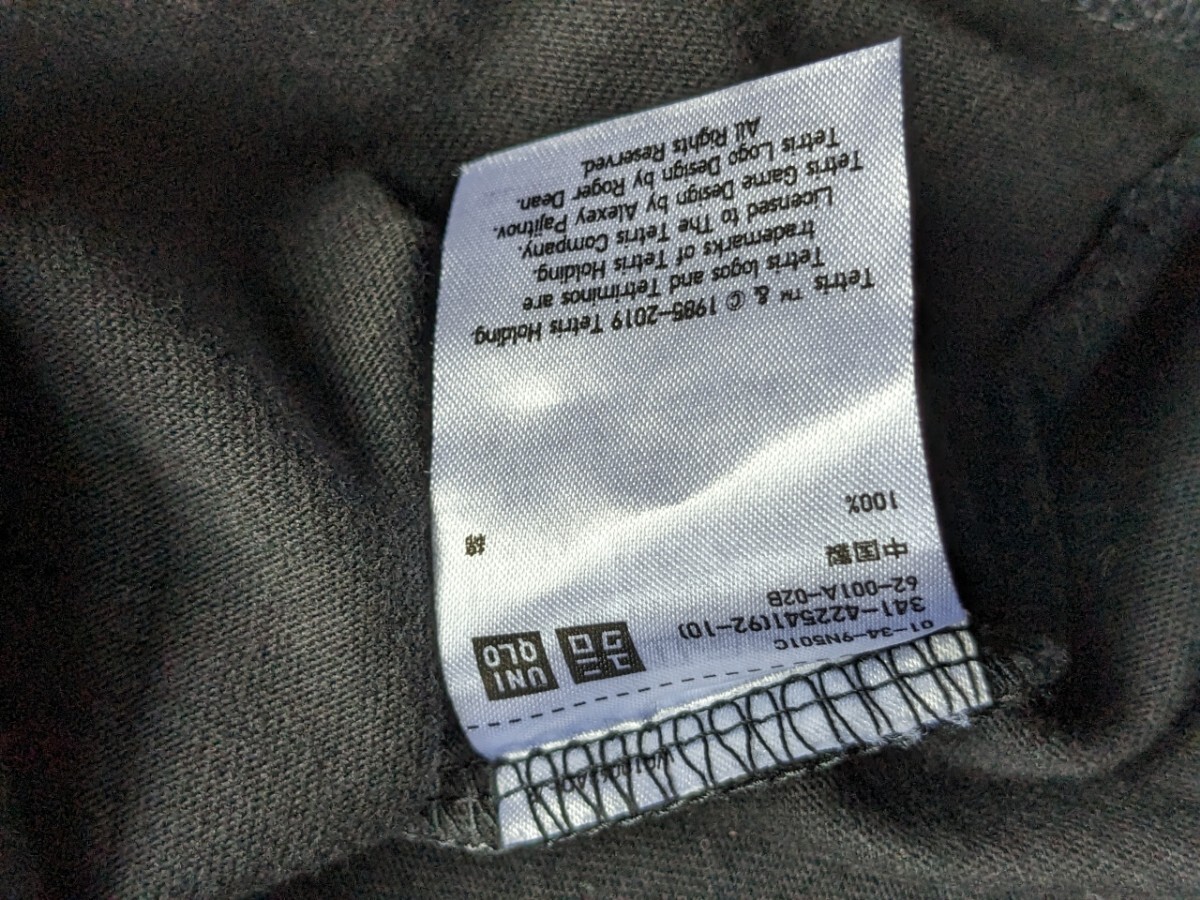 UNI
QLO
ユニ
クロ
01-34-9N501C
341-422541(92-10)
62-001A-02B
中国製
綿 100%
Tetris ™ & © 1985–2019 Tetris Holding.
Tetris logos and Tetriminos are
trademarks of Tetris Holding.
Licensed to The Tetris Company.
Tetris Game Design by Alexey Pajitnov.
Tetris Logo Design by Roger Dean.
All Rights Reserved.